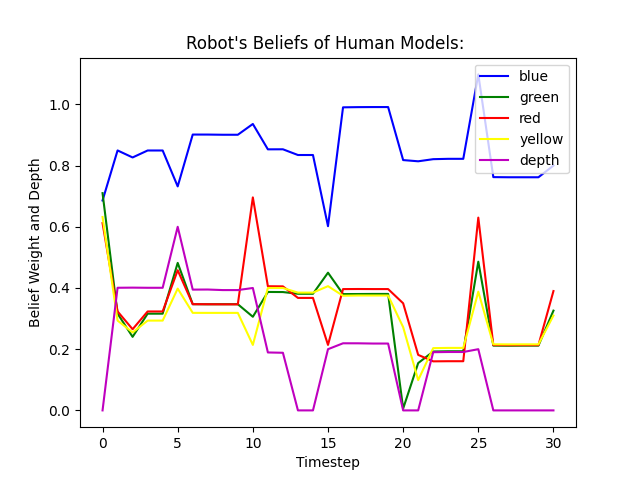 Robot's Beliefs of Human Models:
blue
green
red
yellow
depth
1.0
0.8
0.6
0.4
0.2
0.0
Belief Weight and Depth
0 5 10 15 20 25 30
Timestep